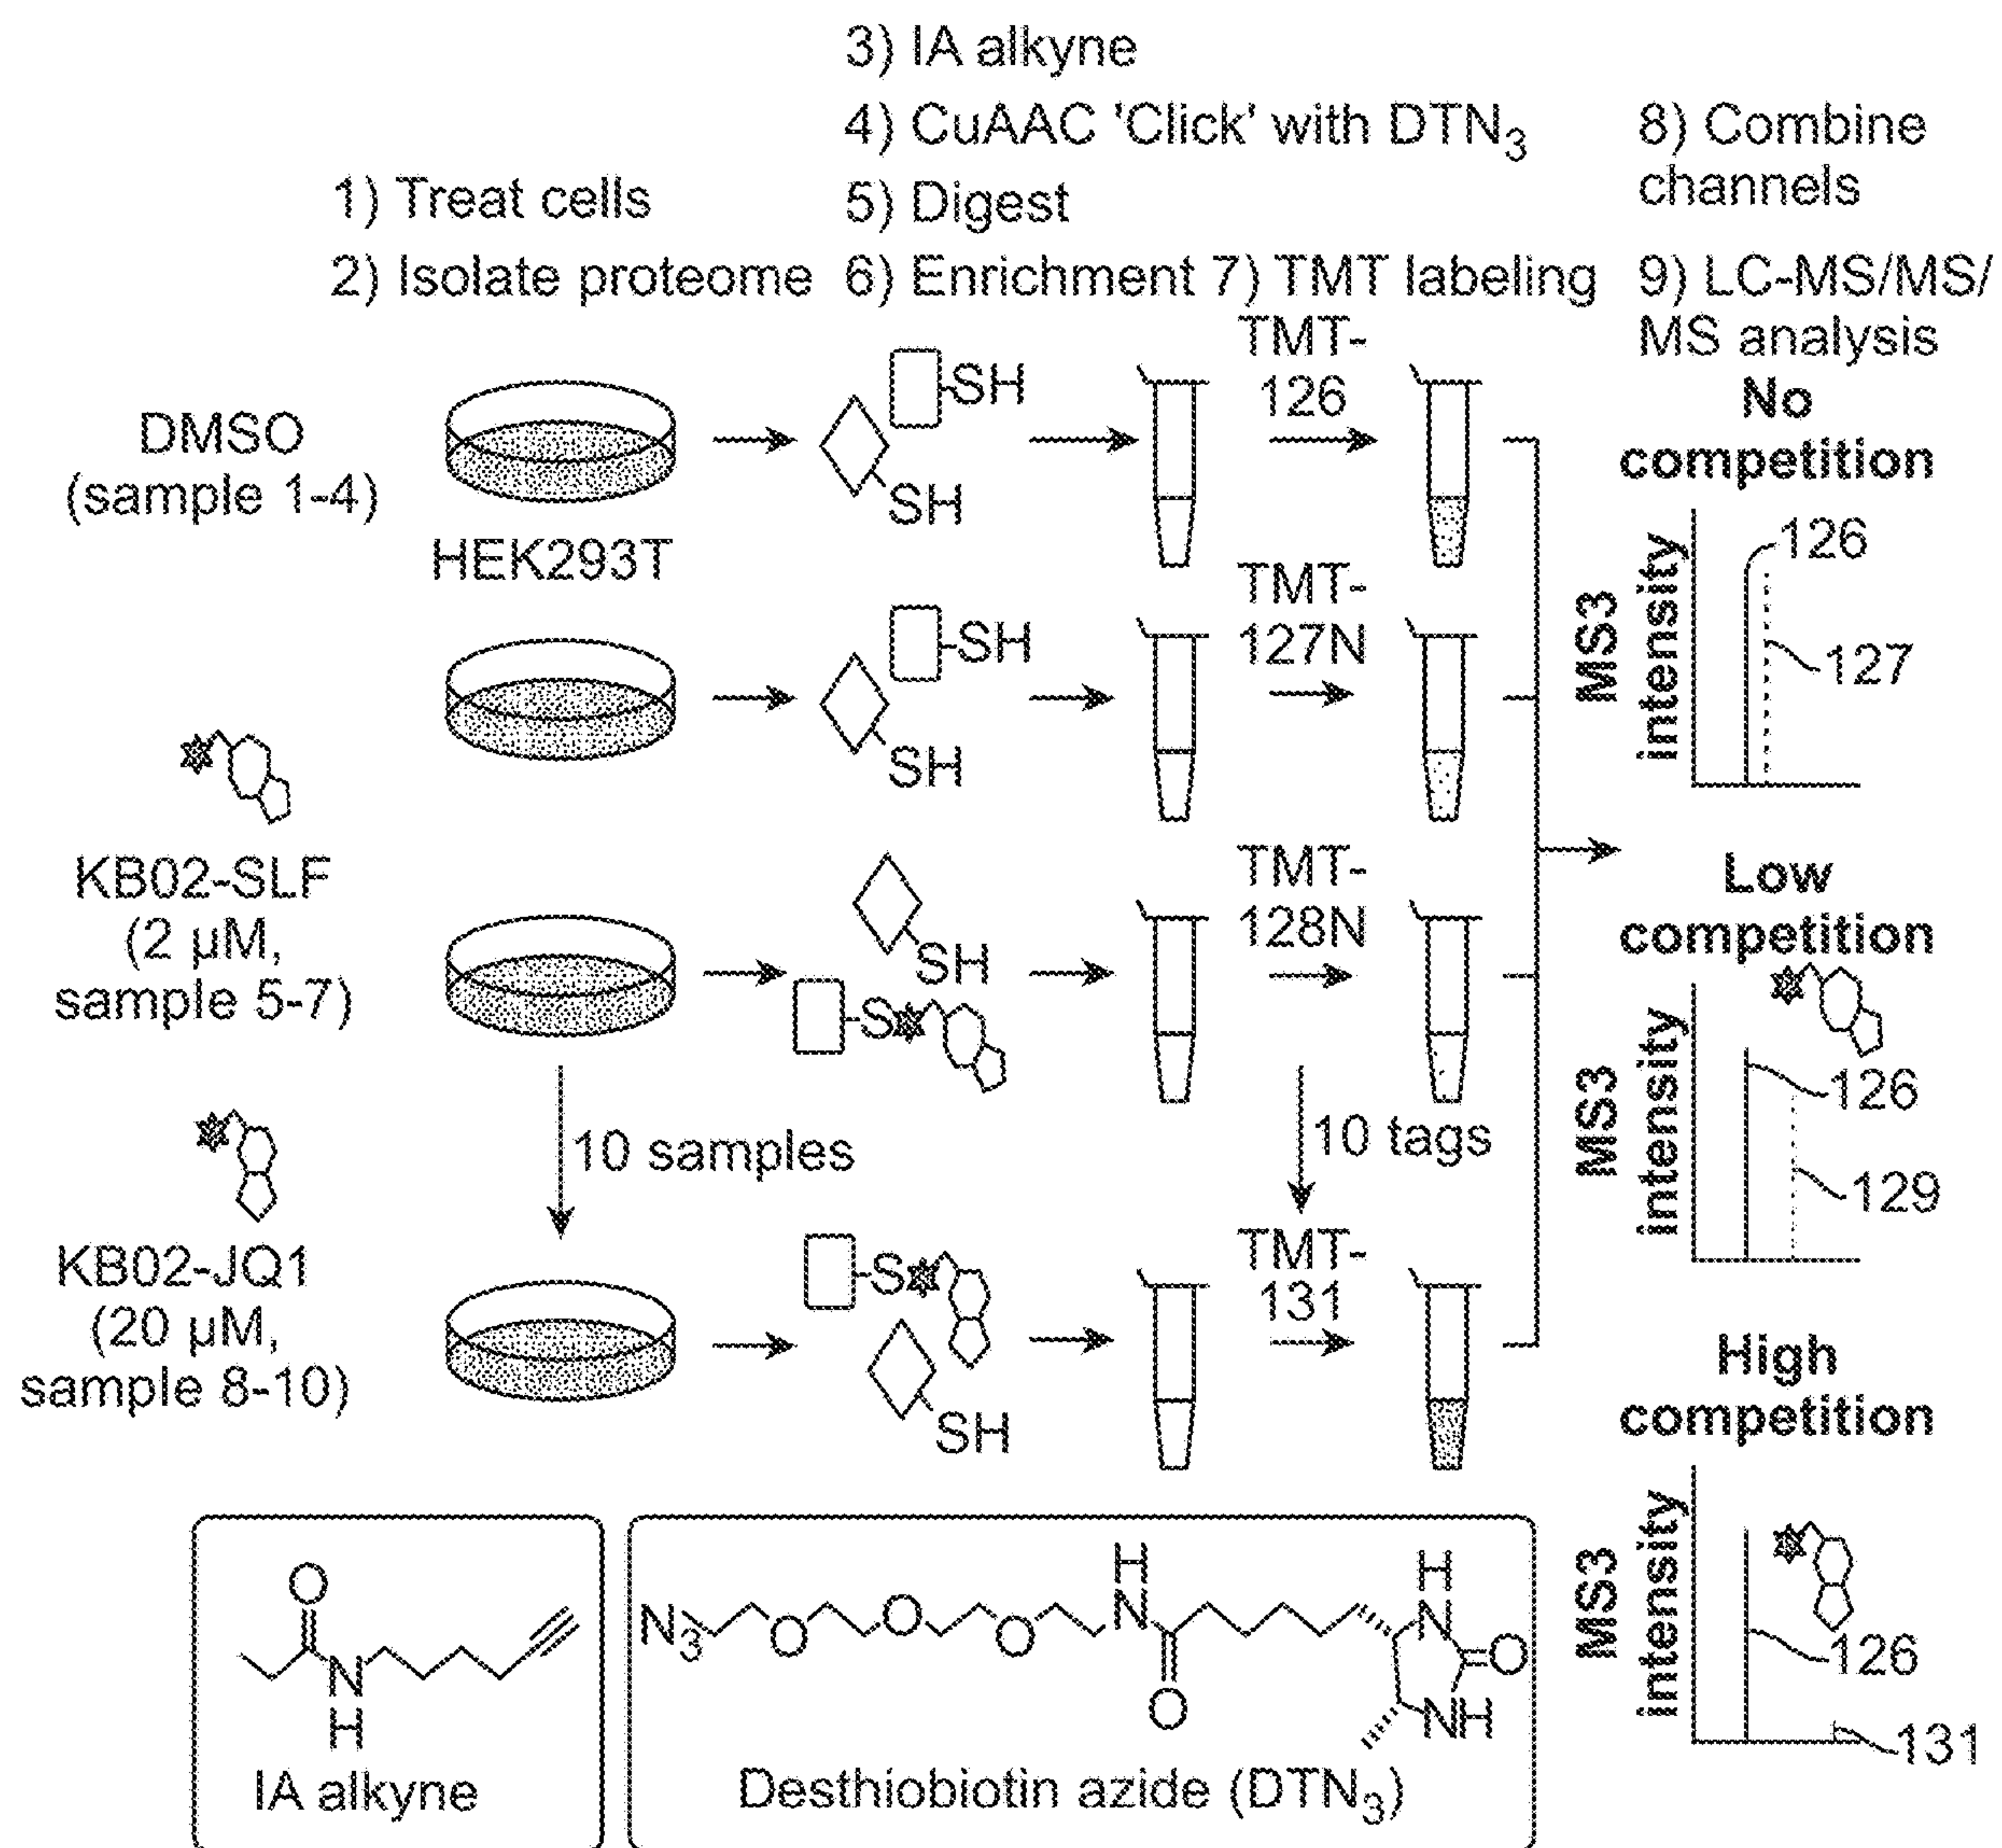 3) IA alkyne
4) CuAAC 'Click' with DTN3
8) Combine
channels
1) Treat cells
5) Digest
2) Isolate proteome
6) Enrichment
7) TMT labeling
9) LC-MS/MS/
MS analysis
DMSO
(sample 1-4)
HEK293T
SH
SH
TMT-
126
No
competition
MS3
intensity
126
127
SH
SH
TMT-
127N
KB02-SLF
(2 µM,
sample 5-7)
SH
S
TMT-
128N
Low
competition
MS3
intensity
126
129
10 samples
10 tags
KB02-JQ1
(20 µM,
sample 8-10)
S
SH
TMT-
131
High
competition
MS3
intensity
126
131
O
N
H
IA alkyne
N3
O
O
O
H
N
O
H
N
O
NH
Desthiobiotin azide (DTN3)